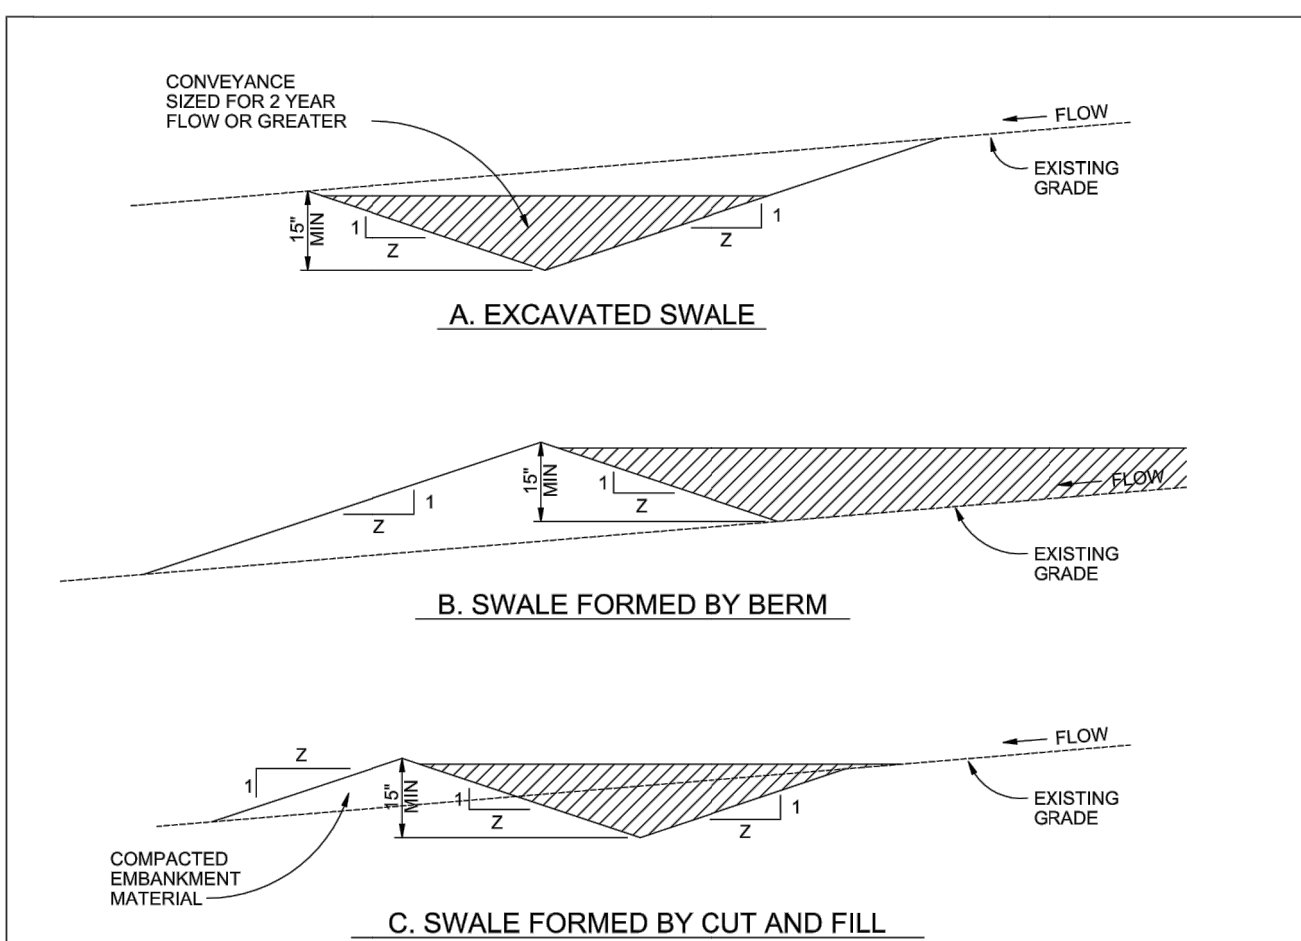 CONVEYANCE
SIZED FOR 2 YEAR
FLOW OR GREATER
FLOW
EXISTING
GRADE
15"
MIN
1
Z
1
Z
A. EXCAVATED SWALE
15"
MIN
1
Z
1
Z
FLOW
EXISTING
GRADE
B. SWALE FORMED BY BERM
Z
1
15"
MIN
1
Z
1
Z
FLOW
EXISTING
GRADE
COMPACTED
EMBANKMENT
MATERIAL
C. SWALE FORMED BY CUT AND FILL